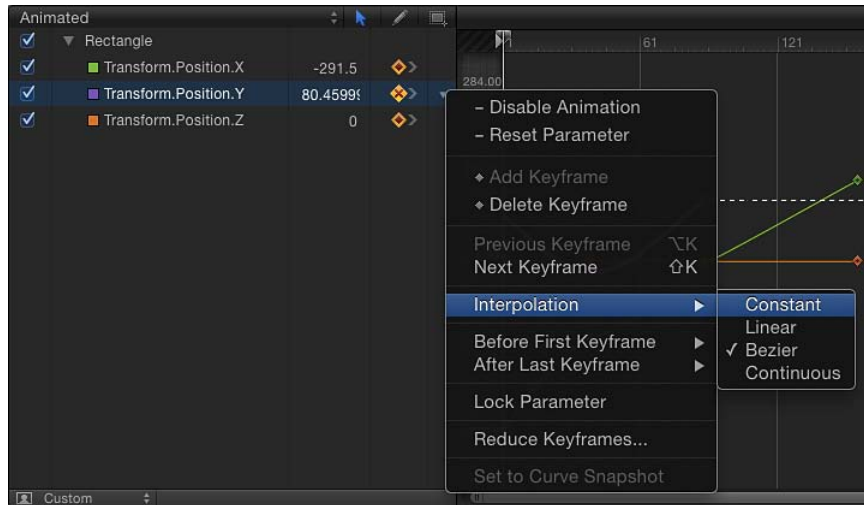 Animated
1 61 121
Rectangle
Transform.Position.X -291.5
284.00
Transform.Position.Y 80.45999
Transform.Position.Z 0
– Disable Animation
– Reset Parameter
Add Keyframe
Delete Keyframe
Previous Keyframe ⌥K
Next Keyframe ⇧K
Interpolation
Before First Keyframe
After Last Keyframe
Lock Parameter
Reduce Keyframes...
Set to Curve Snapshot
Constant
Linear
✓ Bezier
Continuous
Custom